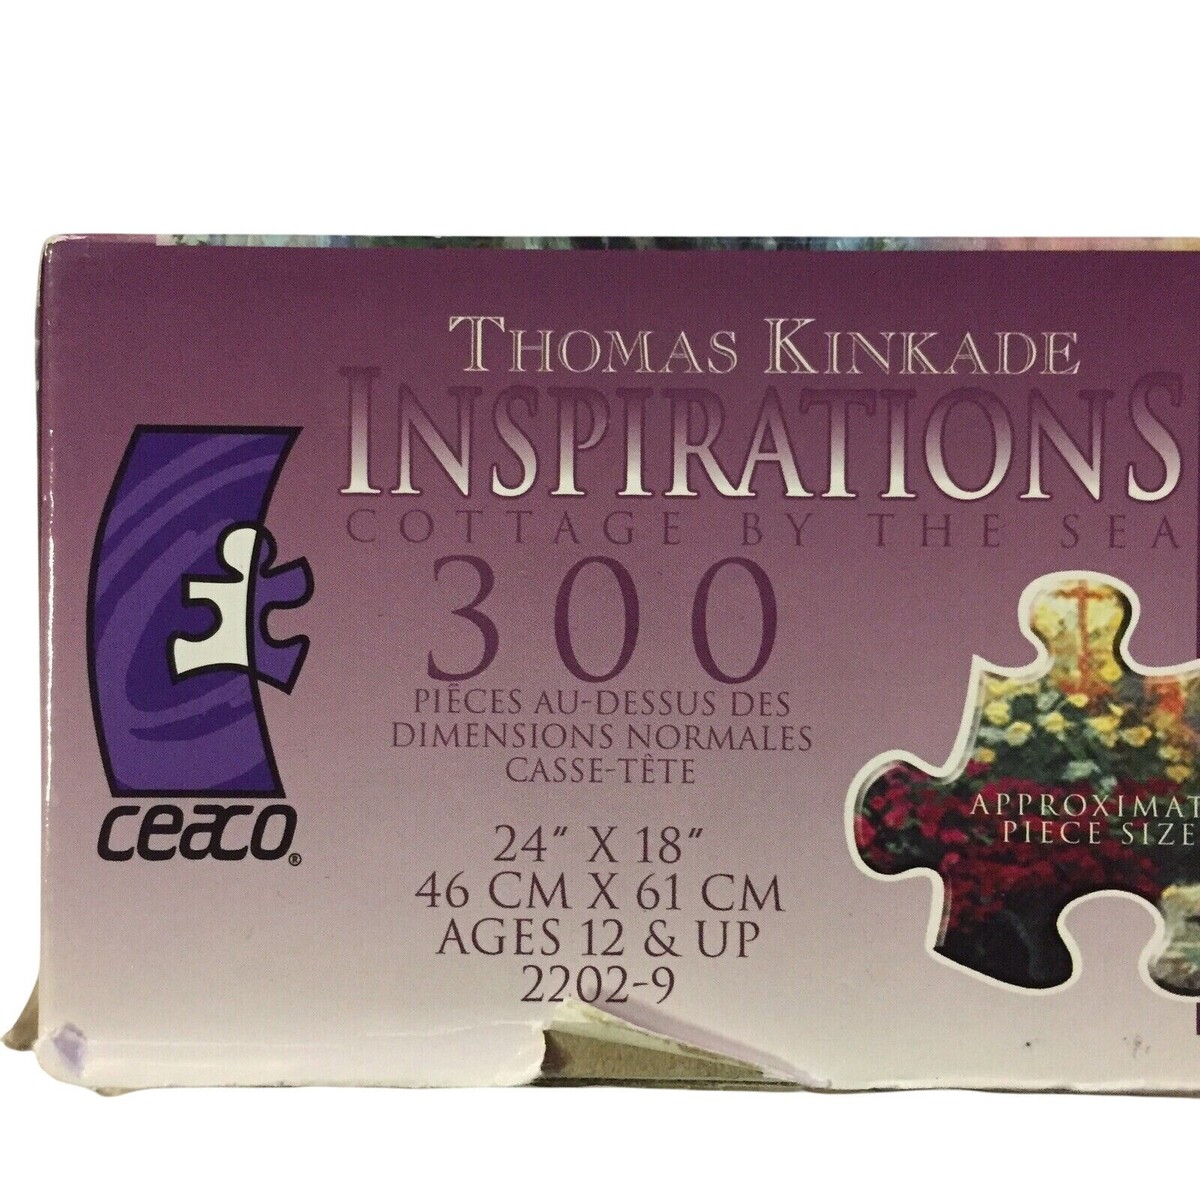 THOMAS KINKADE
INSPIRATIONS
COTTAGE BY THE SEA
300
PIÊCES AU-DESSUS DES
DIMENSIONS NORMALES
CASSE-TÊTE
24" X 18"
46 CM X 61 CM
AGES 12 & UP
2202-9
ceaco®
APPROXIMAT
PIECE SIZE